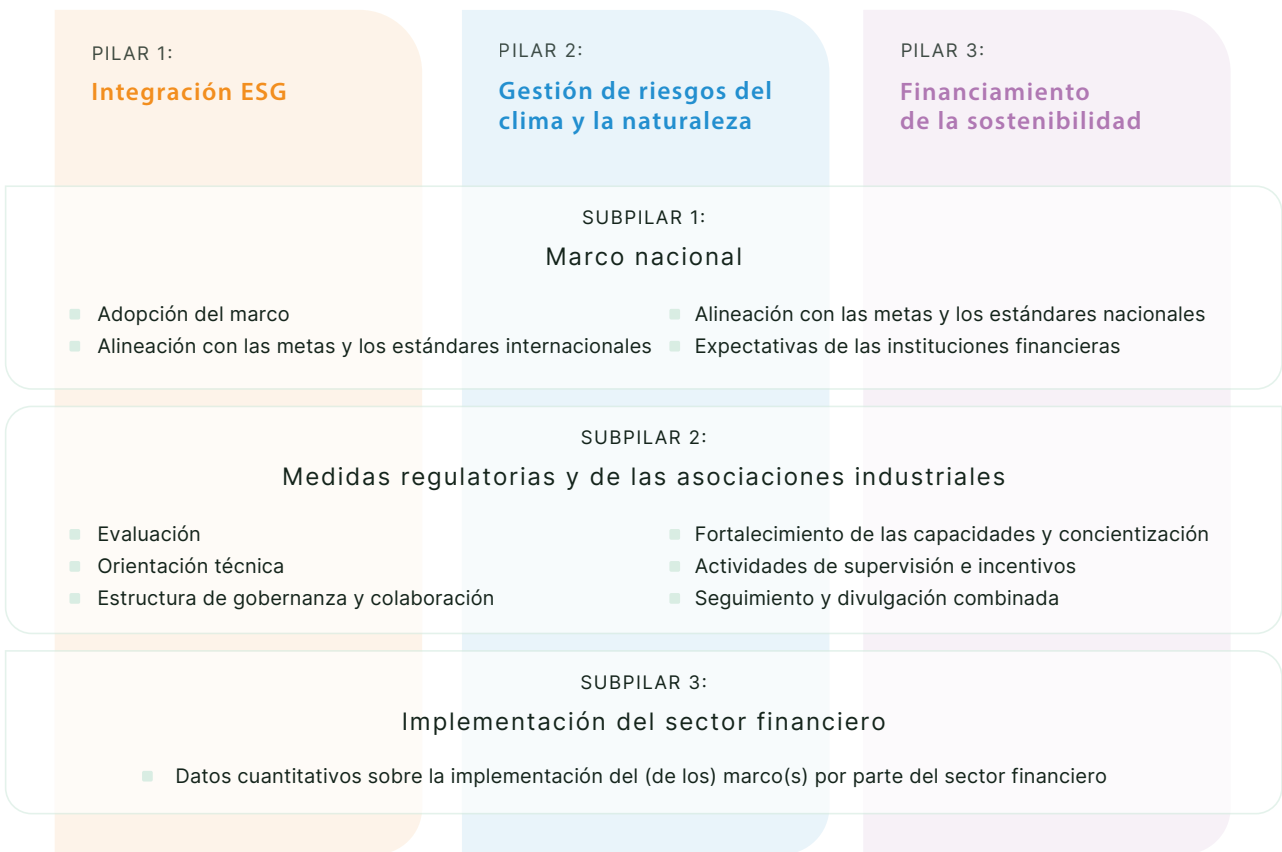 PILAR 1:
Integración ESG
PILAR 2:
Gestión de riesgos del
clima y la naturaleza
PILAR 3:
Financiamiento
de la sostenibilidad
SUBPILAR 1:
Marco nacional
Adopción del marco
Alineación con las metas y los estándares internacionales
Alineación con las metas y los estándares nacionales
Expectativas de las instituciones financieras
SUBPILAR 2:
Medidas regulatorias y de las asociaciones industriales
Evaluación
Orientación técnica
Estructura de gobernanza y colaboración
Fortalecimiento de las capacidades y concientización
Actividades de supervisión e incentivos
Seguimiento y divulgación combinada
SUBPILAR 3:
Implementación del sector financiero
Datos cuantitativos sobre la implementación del (de los) marco(s) por parte del sector financiero